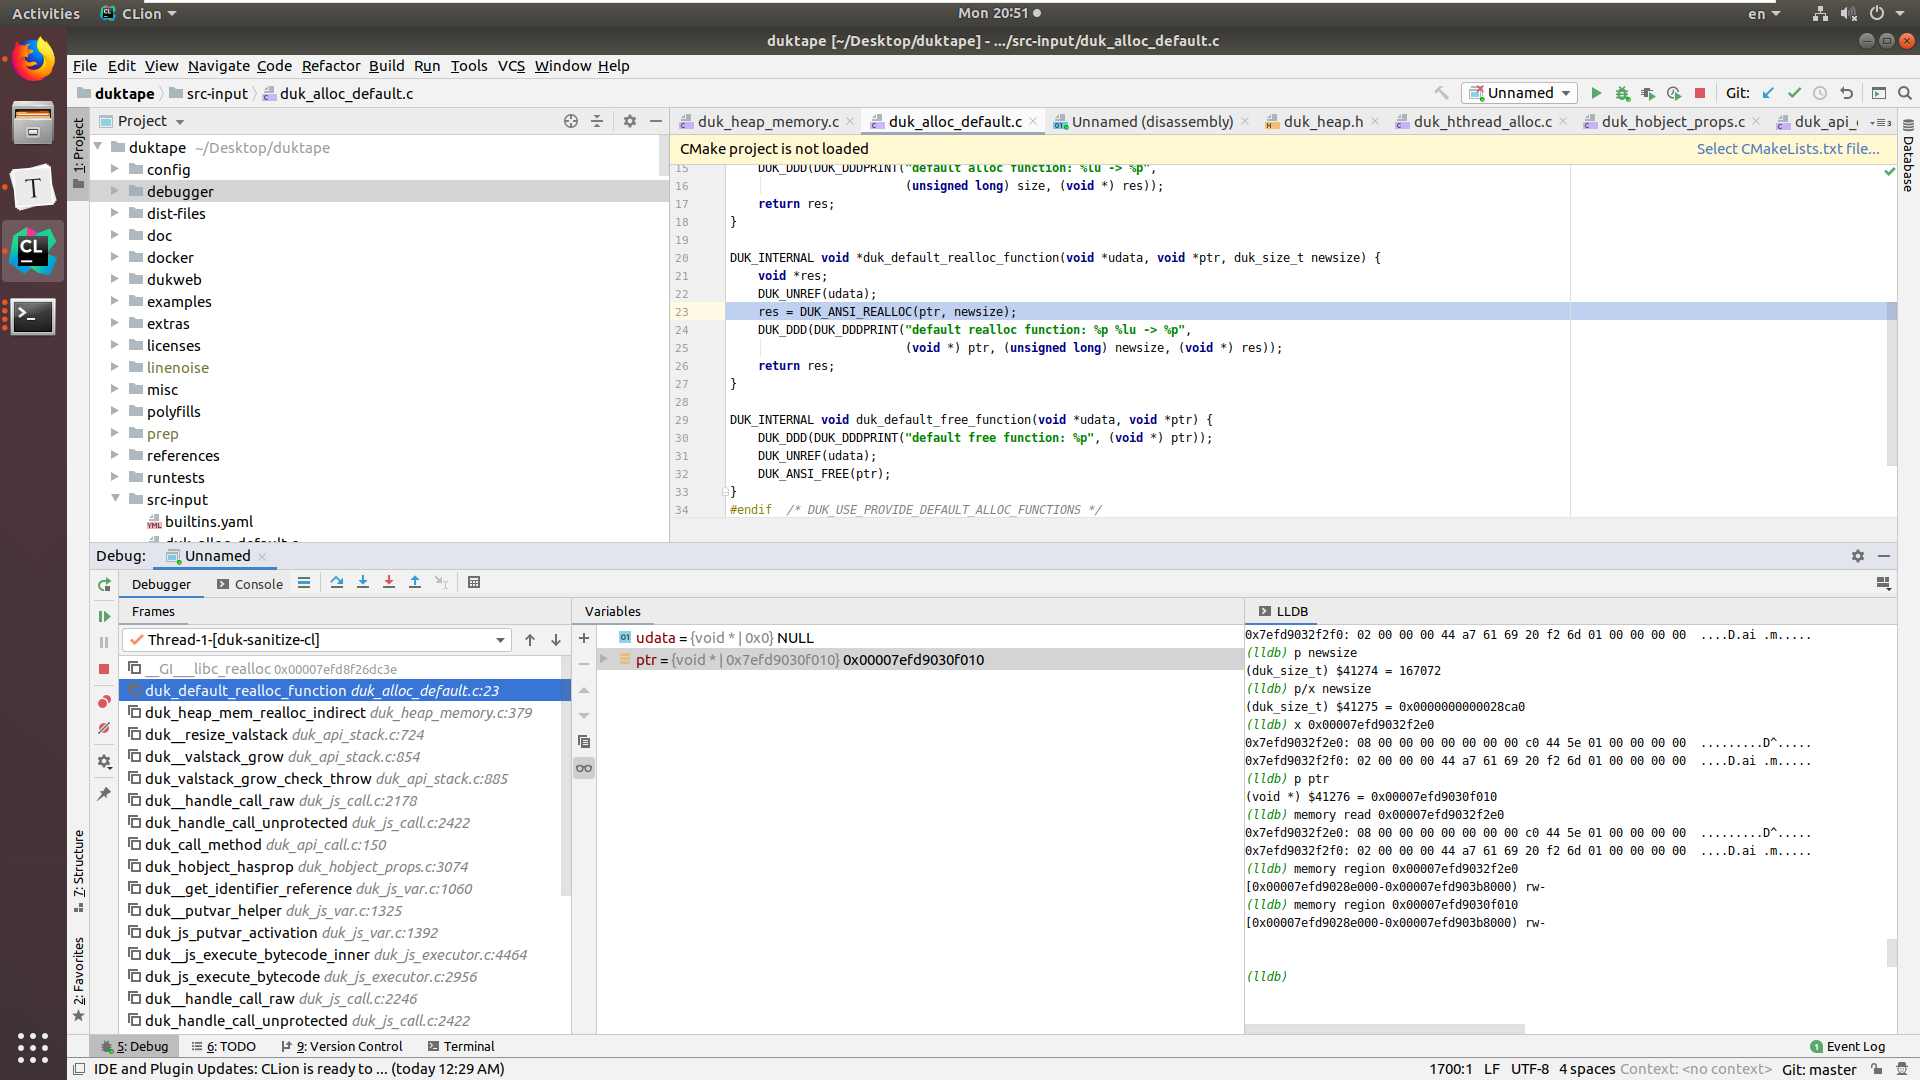 Activities CLion Mon 20:51 en
duktape [~/Desktop/duktape] - .../src-input/duk_alloc_default.c
File Edit View Navigate Code Refactor Build Run Tools VCS Window Help
duktape src-input duk_alloc_default.c Unnamed Git:
Project duk_heap_memory.c duk_alloc_default.c Unnamed (disassembly) duk_heap.h duk_hthread_alloc.c duk_hobject_props.c duk_api_
CMake project is not loaded Select CMakeLists.txt file...
1: Project
Database
duktape ~/Desktop/duktape
config
debugger
dist-files
doc
docker
dukweb
examples
extras
licenses
linenoise
misc
polyfills
prep
references
runtests
src-input
builtins.yaml
duk_alloc_default.c
15 DUK_DDD(DUK_DDDPRINT("default alloc function: %lu -> %p",
16 (unsigned long) size, (void *) res));
17 return res;
18 }
19
20 DUK_INTERNAL void *duk_default_realloc_function(void *udata, void *ptr, duk_size_t newsize) {
21 void *res;
22 DUK_UNREF(udata);
23 res = DUK_ANSI_REALLOC(ptr, newsize);
24 DUK_DDD(DUK_DDDPRINT("default realloc function: %p %lu -> %p",
25 (void *) ptr, (unsigned long) newsize, (void *) res));
26 return res;
27 }
28
29 DUK_INTERNAL void duk_default_free_function(void *udata, void *ptr) {
30 DUK_DDD(DUK_DDDPRINT("default free function: %p", (void *) ptr));
31 DUK_UNREF(udata);
32 DUK_ANSI_FREE(ptr);
33 }
34 #endif /* DUK_USE_PROVIDE_DEFAULT_ALLOC_FUNCTIONS */
Debug: Unnamed
Debugger Console
Frames
Thread-1-[duk-sanitize-cl]
__GI___libc_realloc 0x00007efd8f26dc3e
duk_default_realloc_function duk_alloc_default.c:23
duk_heap_mem_realloc_indirect duk_heap_memory.c:379
duk__resize_valstack duk_api_stack.c:724
duk__valstack_grow duk_api_stack.c:854
duk_valstack_grow_check_throw duk_api_stack.c:885
duk__handle_call_raw duk_js_call.c:2178
duk_handle_call_unprotected duk_js_call.c:2422
duk_call_method duk_api_call.c:150
duk_hobject_hasprop duk_hobject_props.c:3074
duk__get_identifier_reference duk_js_var.c:1060
duk__putvar_helper duk_js_var.c:1325
duk_js_putvar_activation duk_js_var.c:1392
duk__js_execute_bytecode_inner duk_js_executor.c:4464
duk_js_execute_bytecode duk_js_executor.c:2956
duk__handle_call_raw duk_js_call.c:2246
duk_handle_call_unprotected duk_js_call.c:2422
Variables
udata = {void * | 0x0} NULL
ptr = {void * | 0x7efd9030f010} 0x00007efd9030f010
LLDB
0x7efd9032f2f0: 02 00 00 00 44 a7 61 69 20 f2 6d 01 00 00 00 00 ....D.ai .m.....
(lldb) p newsize
(duk_size_t) $41274 = 167072
(lldb) p/x newsize
(duk_size_t) $41275 = 0x0000000000028ca0
(lldb) x 0x00007efd9032f2e0
0x7efd9032f2e0: 08 00 00 00 00 00 00 00 c0 44 5e 01 00 00 00 00 .........D^.....
0x7efd9032f2f0: 02 00 00 00 44 a7 61 69 20 f2 6d 01 00 00 00 00 ....D.ai .m.....
(lldb) p ptr
(void *) $41276 = 0x00007efd9030f010
(lldb) memory read 0x00007efd9032f2e0
0x7efd9032f2e0: 08 00 00 00 00 00 00 00 c0 44 5e 01 00 00 00 00 .........D^.....
0x7efd9032f2f0: 02 00 00 00 44 a7 61 69 20 f2 6d 01 00 00 00 00 ....D.ai .m.....
(lldb) memory region 0x00007efd9032f2e0
[0x00007efd9028e000-0x00007efd903b8000) rw-
(lldb) memory region 0x00007efd9030f010
[0x00007efd9028e000-0x00007efd903b8000) rw-
(lldb)
7: Structure
2: Favorites
5: Debug 6: TODO 9: Version Control Terminal 1 Event Log
IDE and Plugin Updates: CLion is ready to ... (today 12:29 AM) 1700:1 LF UTF-8 4 spaces Context: <no context> Git: master